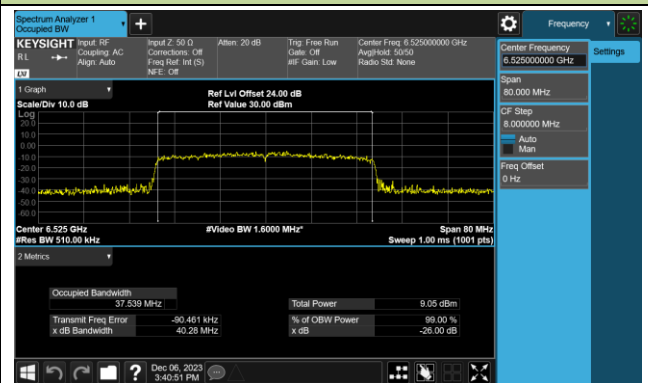 Spectrum Analyzer 1
Occupied BW
+
Frequency
KEYSIGHT
RL
LXI
Input: RF
Coupling: AC
Align: Auto
Input Z: 50 Ω
Corrections: Off
Freq Ref: Int (S)
NFE: Off
Atten: 20 dB
Trig: Free Run
Gate: Off
#IF Gain: Low
Center Freq: 6.525000000 GHz
Avg|Hold: 50/50
Radio Std: None
Center Frequency
6.525000000 GHz
Settings
Span
80.000 MHz
CF Step
8.000000 MHz
Auto
Man
Freq Offset
0 Hz
1 Graph
Scale/Div 10.0 dB
Ref Lvl Offset 24.00 dB
Ref Value 30.00 dBm
Log
20.0
10.0
0.00
-10.0
-20.0
-30.0
-40.0
-50.0
-60.0
Center 6.525 GHz
#Video BW 1.6000 MHz*
Span 80 MHz
#Res BW 510.00 kHz
Sweep 1.00 ms (1001 pts)
2 Metrics
Occupied Bandwidth
37.539 MHz
Total Power
9.05 dBm
Transmit Freq Error
-90.461 kHz
% of OBW Power
99.00 %
x dB Bandwidth
40.28 MHz
x dB
-26.00 dB
?
Dec 06, 2023
3:40:51 PM